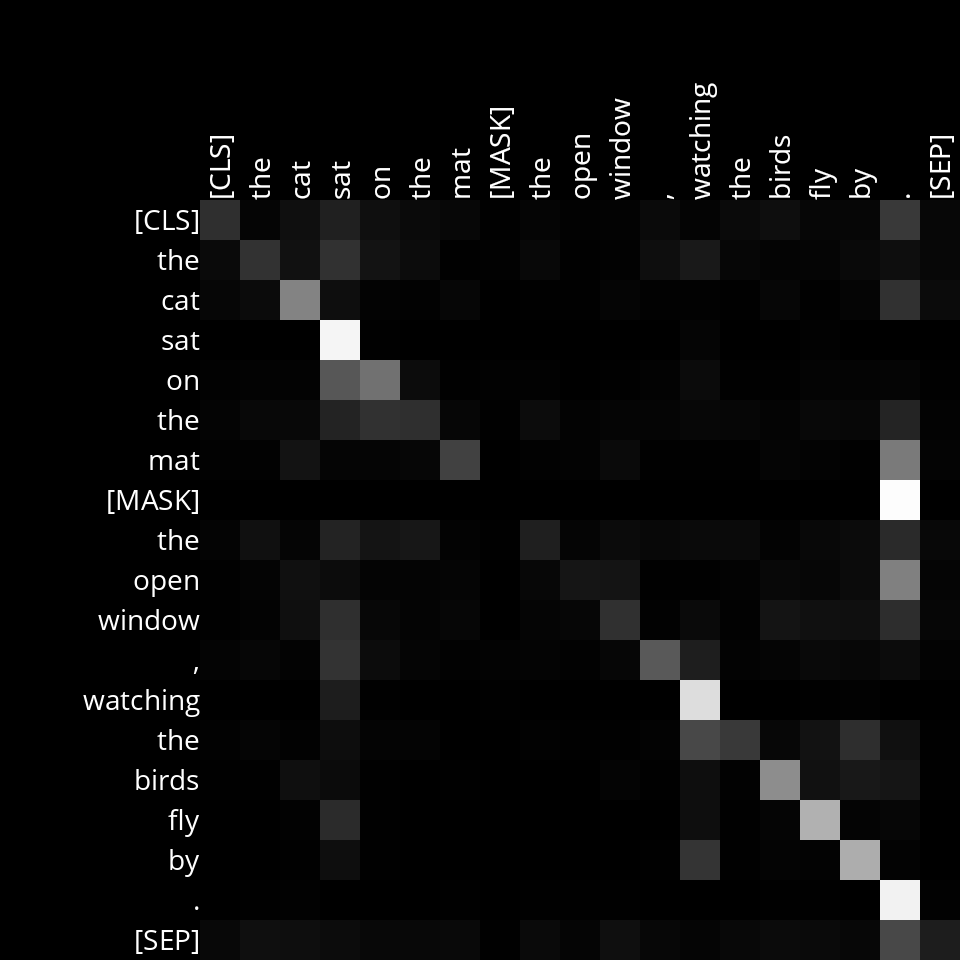 [CLS] the cat sat on the mat [MASK] the open window , watching the birds fly by . [SEP]
[CLS]
the
cat
sat
on
the
mat
[MASK]
the
open
window
,
watching
the
birds
fly
by
.
[SEP]